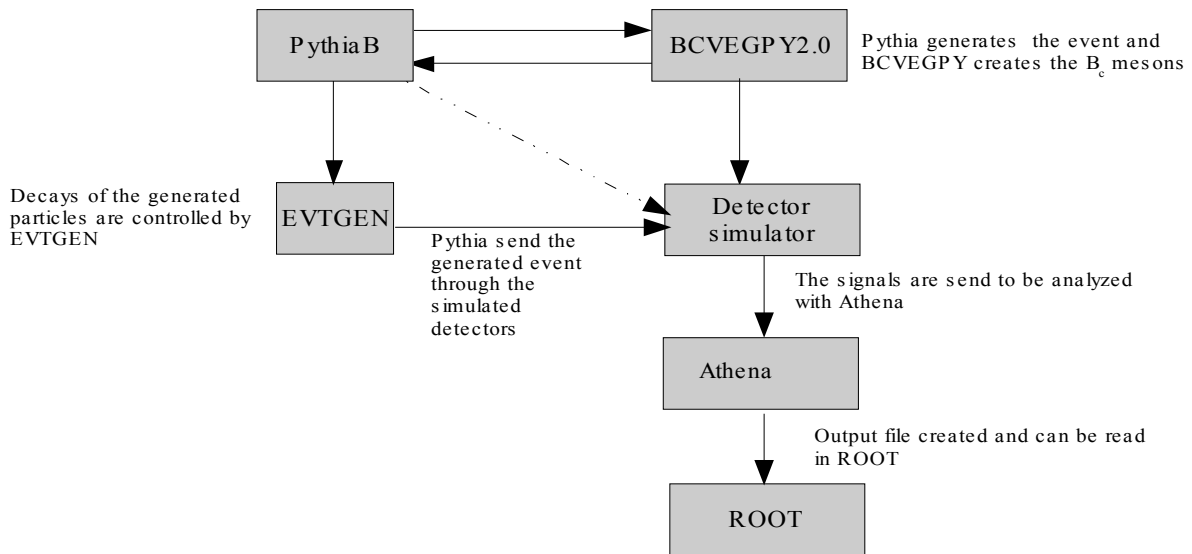 PythiaB
BCVEGPY2.0
Pythia generates the event and
BCVEGPY creates the Bc mesons
Decays of the generated
particles are controlled by
EVTGEN
EVTGEN
Pythia send the
generated event
through the
simulated
detectors
Detector
simulator
The signals are send to be analyzed
with Athena
Athena
Output file created and can be read
in ROOT
ROOT